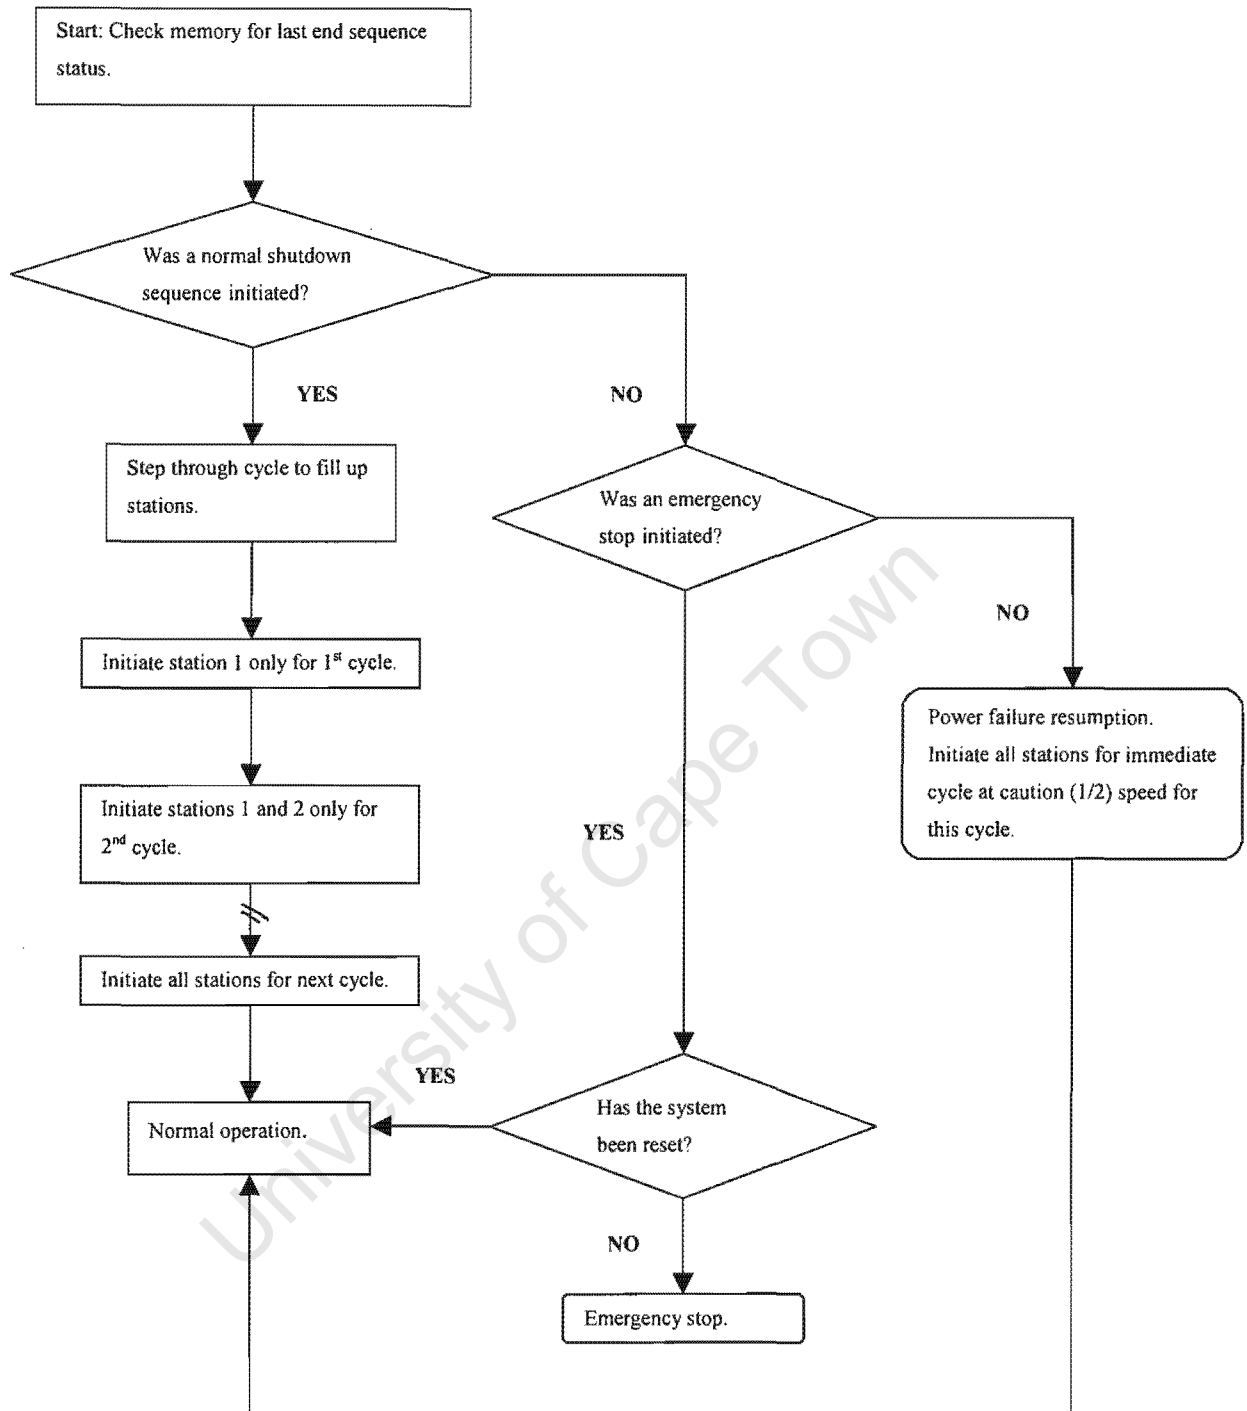 Start: Check memory for last end sequence
status.
Was a normal shutdown
sequence initiated?
YES
NO
Step through cycle to fill up
stations.
Was an emergency
stop initiated?
NO
Initiate station 1 only for 1st cycle.
Power failure resumption.
Initiate all stations for immediate
cycle at caution (1/2) speed for
this cycle.
Initiate stations 1 and 2 only for
2nd cycle.
YES
Initiate all stations for next cycle.
YES
Has the system
been reset?
Normal operation.
NO
Emergency stop.
University of Cape Town